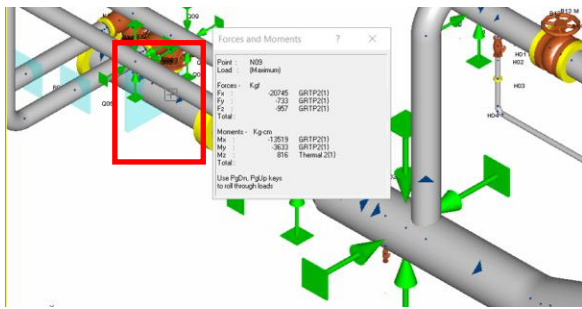 Q09
B12 M
Forces and Moments ? ×
H01
H02
H03
H04
Point : N09
Load : (Maximum)
Forces - Kgf
Fx : -20745 GRTP2(1)
Fy : -733 GRTP2(1)
Fz : -957 GRTP2(1)
Total :
Moments - Kg-cm
Mx : -13519 GRTP2(1)
My : -3633 GRTP2(1)
Mz : 816 Thermal 2(1)
Total :
Use PgDn, PgUp keys
to roll through loads